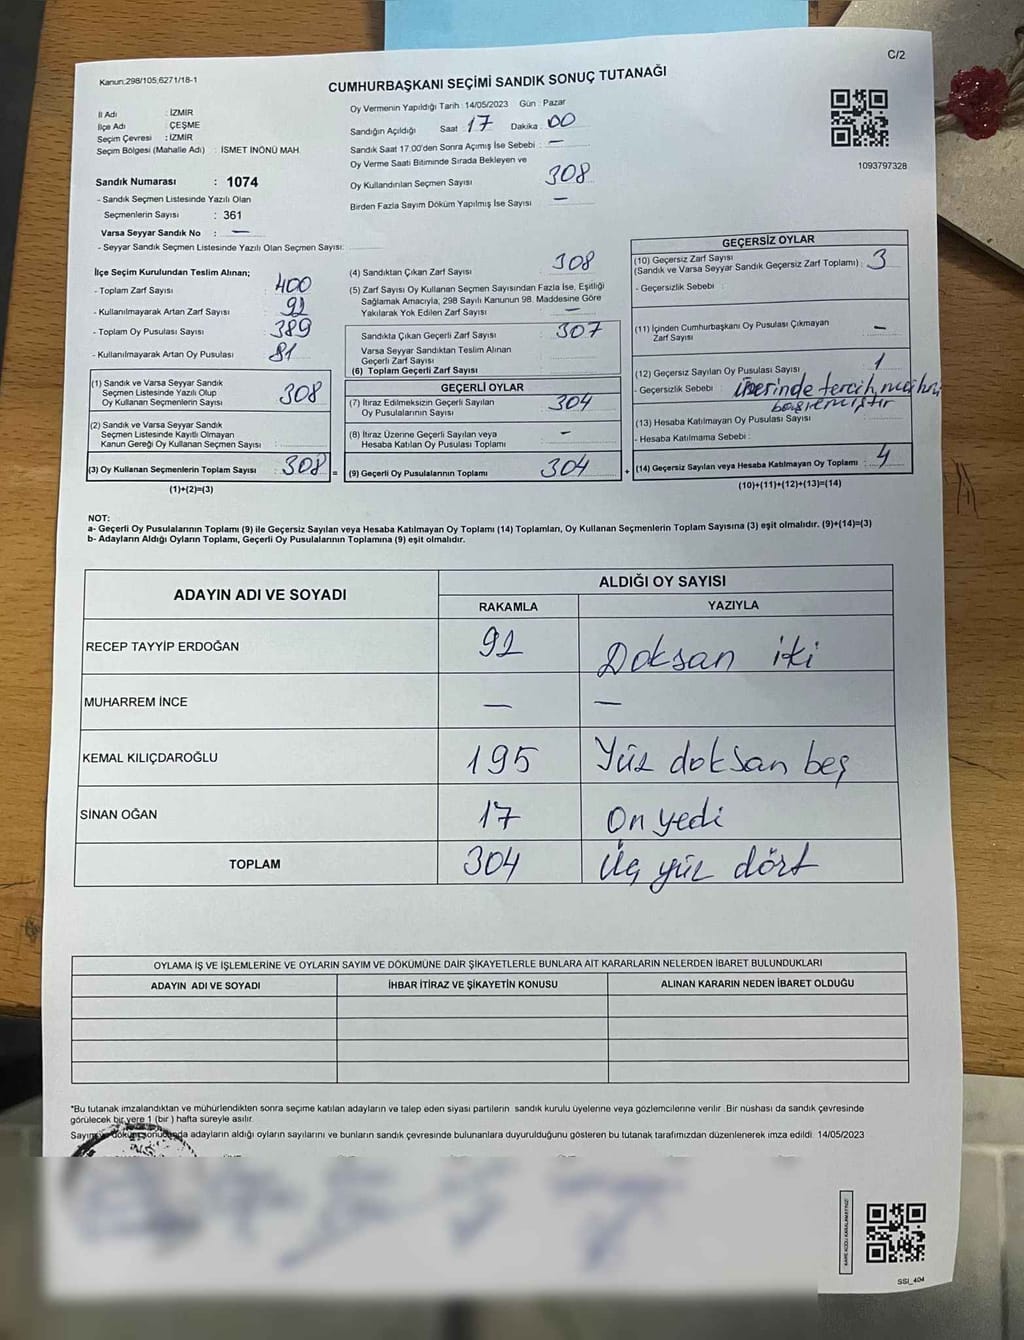 C/2
Kanun:298/105,6271/18-1
CUMHURBAŞKANI SEÇİMİ SANDIK SONUÇ TUTANAĞI
İl Adı : İZMİR
İlçe Adı : ÇEŞME
Seçim Çevresi : İZMİR
Seçim Bölgesi (Mahalle Adı) : İSMET İNÖNÜ MAH.
Oy Vermenin Yapıldığı Tarih :14/05/2023 Gün : Pazar
Sandığın Açıldığı Saat : 17 Dakika : 00
Sandık Saat 17:00'den Sonra Açımış İse Sebebi : —
Oy Verme Saati Bitiminde Sırada Bekleyen ve
Oy Kullandırılan Seçmen Sayısı 308
Birden Fazla Sayım Döküm Yapılmış İse Sayısı —
1093797328
Sandık Numarası : 1074
- Sandık Seçmen Listesinde Yazılı Olan
Seçmenlerin Sayısı : 361
Varsa Seyyar Sandık No : —
- Seyyar Sandık Seçmen Listesinde Yazılı Olan Seçmen Sayısı:
İlçe Seçim Kurulundan Teslim Alınan;
- Toplam Zarf Sayısı : 400
- Kullanılmayarak Artan Zarf Sayısı : 92
- Toplam Oy Pusulası Sayısı : 389
- Kullanılmayarak Artan Oy Pusulası : 81
(1) Sandık ve Varsa Seyyar Sandık
Seçmen Listesinde Yazılı Olup
Oy Kullanan Seçmenlerin Sayısı : 308
(2) Sandık ve Varsa Seyyar Sandık
Seçmen Listesinde Kayıtlı Olmayan
Kanun Gereği Oy Kullanan Seçmen Sayısı :
(3) Oy Kullanan Seçmenlerin Toplam Sayısı : 308 =
(1)+(2)=(3)
(4) Sandıktan Çıkan Zarf Sayısı : 308
(5) Zarf Sayısı Oy Kullanan Seçmen Sayısından Fazla İse, Eşitliği
Sağlamak Amacıyla, 298 Sayılı Kanunun 98. Maddesine Göre
Yakılarak Yok Edilen Zarf Sayısı : —
Sandıkta Çıkan Geçerli Zarf Sayısı : 307
Varsa Seyyar Sandıktan Teslim Alınan
Geçerli Zarf Sayısı :
(6) Toplam Geçerli Zarf Sayısı :
GEÇERLİ OYLAR
(7) İtiraz Edilmeksizin Geçerli Sayılan
Oy Pusulalarının Sayısı : 304
(8) İtiraz Üzerine Geçerli Sayılan veya
Hesaba Katılan Oy Pusulası Toplamı : —
(9) Geçerli Oy Pusulalarının Toplamı : 304 +
GEÇERSİZ OYLAR
(10) Geçersiz Zarf Sayısı
(Sandık ve Varsa Seyyar Sandık Geçersiz Zarf Toplamı) : 3
- Geçersizlik Sebebi :
(11) İçinden Cumhurbaşkanı Oy Pusulası Çıkmayan
Zarf Sayısı : —
(12) Geçersiz Sayılan Oy Pusulası Sayısı : 1
- Geçersizlik Sebebi : üzerinde tercih mührü
basılmamıştır
(13) Hesaba Katılmayan Oy Pusulası Sayısı :
- Hesaba Katılmama Sebebi :
(14) Geçersiz Sayılan veya Hesaba Katılmayan Oy Toplamı : 4
(10)+(11)+(12)+(13)=(14)
NOT:
a- Geçerli Oy Pusulalarının Toplamı (9) ile Geçersiz Sayılan veya Hesaba Katılmayan Oy Toplamı (14) Toplamları, Oy Kullanan Seçmenlerin Toplam Sayısına (3) eşit olmalıdır. (9)+(14)=(3)
b- Adayların Aldığı Oyların Toplamı, Geçerli Oy Pusulalarının Toplamına (9) eşit olmalıdır.
ADAYIN ADI VE SOYADI
ALDIĞI OY SAYISI
RAKAMLA YAZIYLA
RECEP TAYYİP ERDOĞAN 92 Doksan iki
MUHARREM İNCE — —
KEMAL KILIÇDAROĞLU 195 Yüz doksan beş
SİNAN OĞAN 17 On yedi
TOPLAM 304 Üç yüz dört
OYLAMA İŞ VE İŞLEMLERİNE VE OYLARIN SAYIM VE DÖKÜMÜNE DAİR ŞİKAYETLERLE BUNLARA AİT KARARLARIN NELERDEN İBARET BULUNDUKLARI
ADAYIN ADI VE SOYADI İHBAR İTİRAZ VE ŞİKAYETİN KONUSU ALINAN KARARIN NEDEN İBARET OLDUĞU
*Bu tutanak imzalandıktan ve mühürlendikten sonra seçime katılan adayların ve talep eden siyasi partilerin sandık kurulu üyelerine veya gözlemcilerine verilir. Bir nüshası da sandık çevresinde
görülecek bir yere 1 (bir ) hafta süreyle asılır.
Sayım ve döküm sonucunda adayların aldığı oyların sayılarını ve bunların sandık çevresinde bulunanlara duyurulduğunu gösteren bu tutanak tarafımızdan düzenlenerek imza edildi. 14/05/2023
KARE KODU KARALAMAYINIZ!
SSİ_404